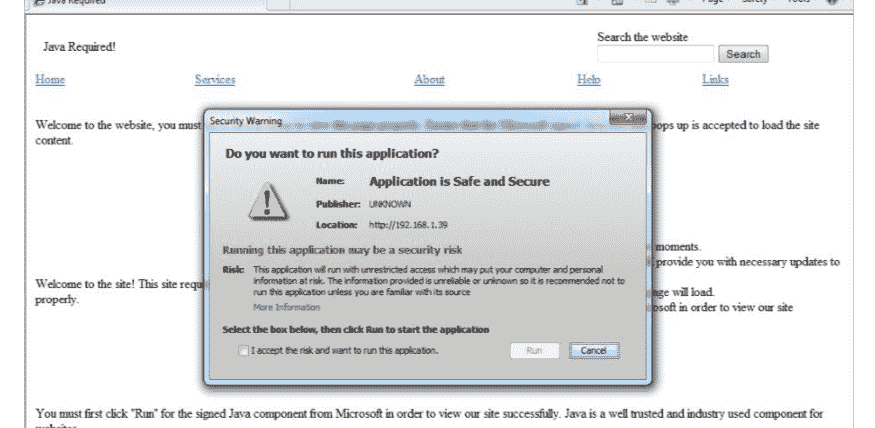 Java Required
Page Safety Tools
Java Required!
Search the website
Search
Home Services About Help Links
Welcome to the website, you must pops up is accepted to load the site
content.
Security Warning
Do you want to run this application?
Name: Application is Safe and Secure
Publisher: UNKNOWN
Location: http://192.168.1.39
moments.
Running this application may be a security risk
provide you with necessary updates to
Risk: This application will run with unrestricted access which may put your computer and personal
information at risk. The information provided is unreliable or unknown so it is recommended not to
run this application unless you are familiar with its source
Welcome to the site! This site
will load.
properly.
in order to view our site
More Information
Select the box below, then click Run to start the application
I accept the risk and want to run this application.
Run Cancel
You must first click "Run" for the signed Java component from Microsoft in order to view our site successfully. Java is a well trusted and industry used component for